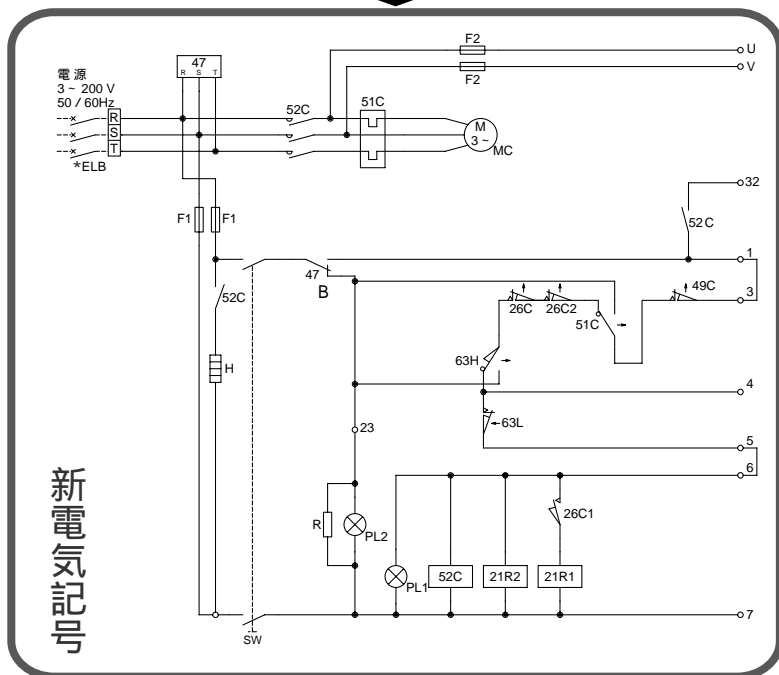 F2
47
R S T
U
F2
V
電源
3 ~ 200 V
50 / 60Hz
R
S
T
*ELB
52C
51C
M
3 ~
MC
32
52C
F1
F1
1
47
B
52C
26C
26C2
51C
49C
3
63H
H
4
63L
23
5
6
R
PL2
26C1
PL1
52C
21R2
21R1
7
SW
新電気記号